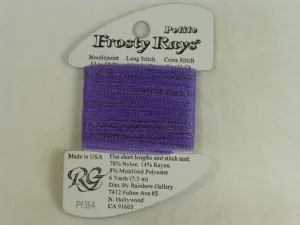 Petite
Frosty Rays®
Needlepoint Long Stitch Cross Stitch
Made in USA
Use short lengths and stitch taut.
78% Nylon, 14% Rayon
8% Metalized Polyester
6 Yards (5.5 m)
Dist. By Rainbow Gallery
7412 Fulton Ave #5
N. Hollywood
CA 91605
RG
PY354